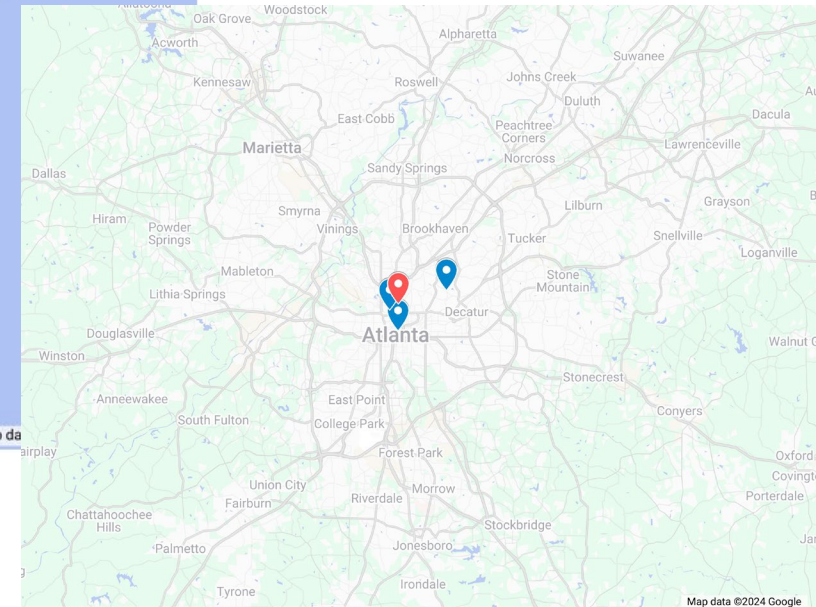 Woodstock
Oak Grove
Alpharetta
Acworth
Suwanee
Kennesaw
Roswell
Johns Creek
Duluth
East Cobb
Dacula
Peachtree
Corners
Marietta
Lawrenceville
Norcross
Sandy Springs
Dallas
Grayson
Lilburn
Smyrna
Hiram
Powder
Springs
Vinings
Brookhaven
Tucker
Snellville
Loganville
Mableton
Stone
Mountain
Lithia Springs
Decatur
Douglasville
Atlanta
Walnut G
Winston
Stonecrest
Anneewakee
East Point
Conyers
South Fulton
College Park
da
airplay
Forest Park
Oxford
Covingt
Union City
Morrow
Riverdale
Porterdale
Fairburn
Chattahoochee
Hills
Stockbridge
Palmetto
Jonesboro
Jar
Irondale
Tyrone
Map data ©2024 Google